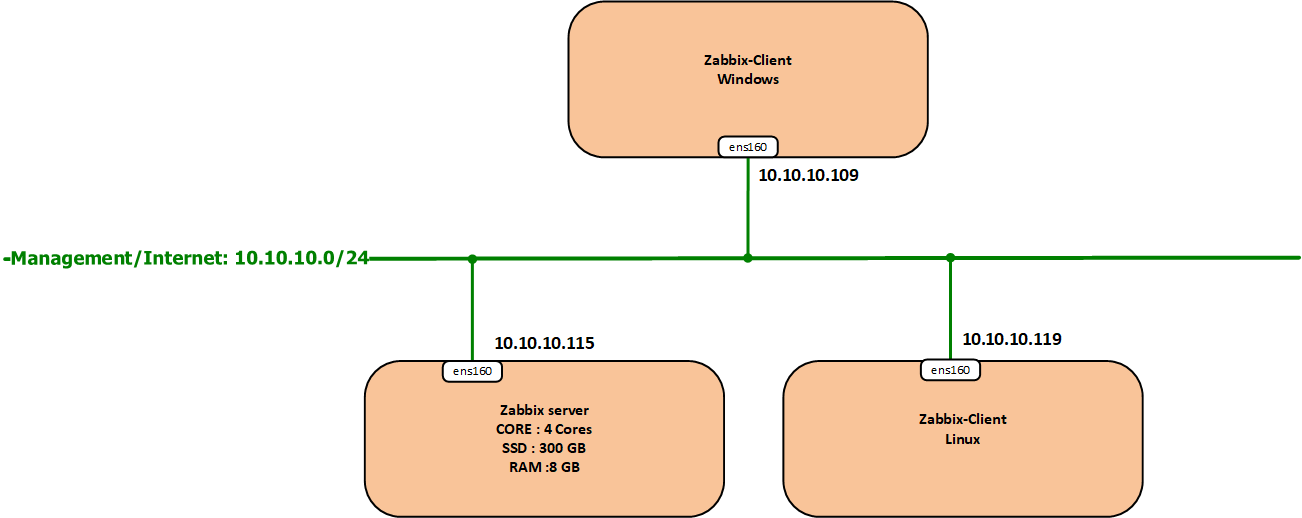 Zabbix-Client
Windows
ens160
10.10.10.109
-Management/Internet: 10.10.10.0/24
10.10.10.115
ens160
Zabbix server
CORE : 4 Cores
SSD : 300 GB
RAM :8 GB
10.10.10.119
ens160
Zabbix-Client
Linux